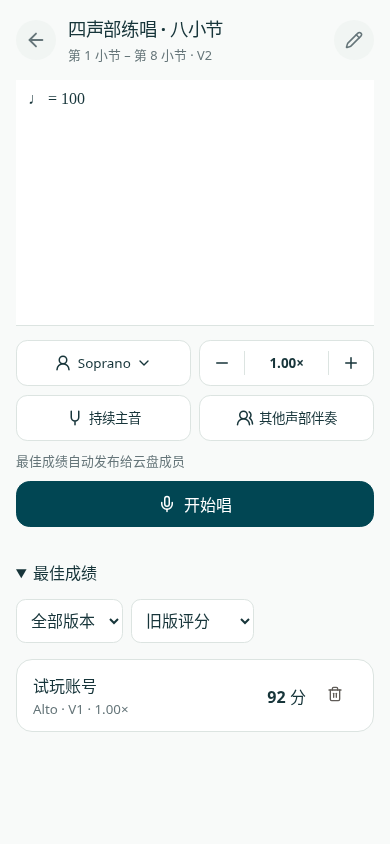 四声部练唱 · 八小节
第 1 小节 – 第 8 小节 · V2
♩ = 100
Soprano
1.00×
持续主音
其他声部伴奏
最佳成绩自动发布给云盘成员
开始唱
▼ 最佳成绩
全部版本
旧版评分
试玩账号
Alto · V1 · 1.00×
92 分